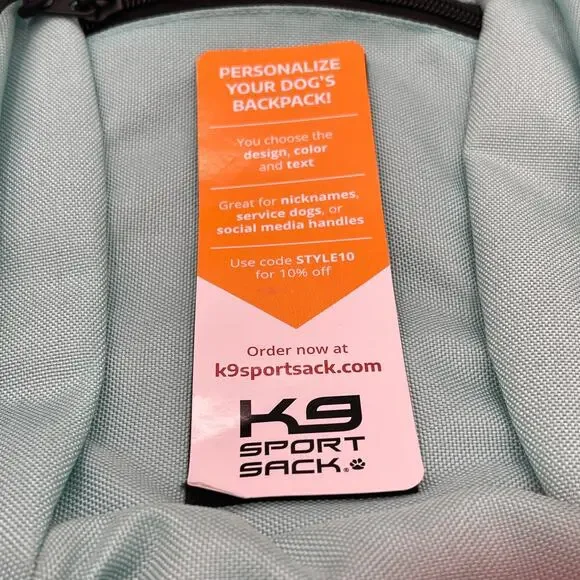 PERSONALIZE
YOUR DOG'S
BACKPACK!
You choose the
design, color
and text
Great for nicknames,
service dogs, or
social media handles
Use code STYLE10
for 10% off
Order now at
k9sportsack.com
K9
SPORT
SACK®